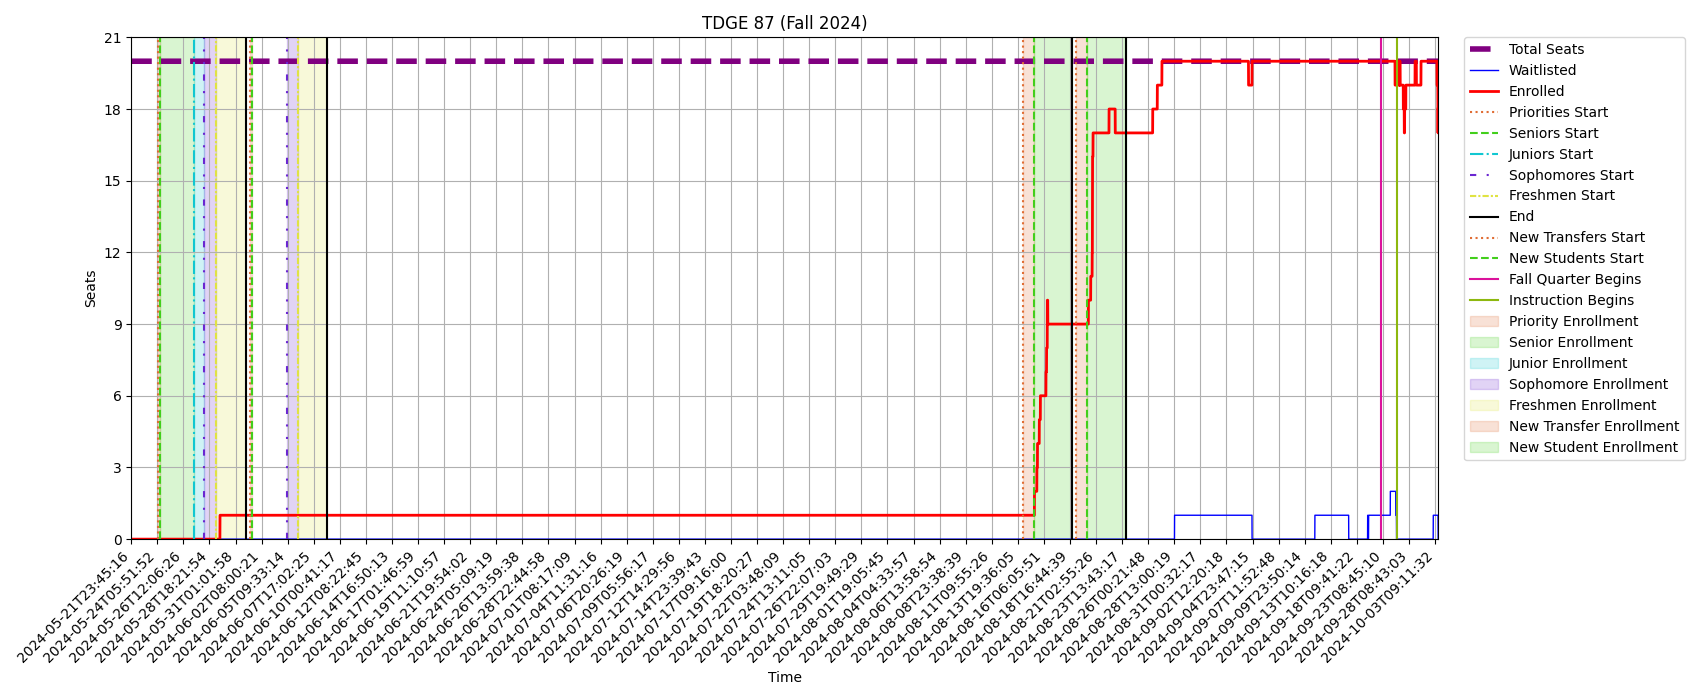 TDGE 87 (Fall 2024)
21
18
15
12
9
6
3
0
Seats
2024-05-21T23:45:16
2024-05-24T05:51:52
2024-05-26T12:06:26
2024-05-28T18:21:54
2024-05-31T01:01:58
2024-06-02T08:00:21
2024-06-05T09:33:14
2024-06-07T17:02:25
2024-06-10T00:41:17
2024-06-12T08:22:45
2024-06-14T16:50:13
2024-06-17T01:46:59
2024-06-19T11:10:57
2024-06-21T19:54:02
2024-06-24T05:09:19
2024-06-26T13:59:38
2024-06-28T22:44:58
2024-07-01T08:17:09
2024-07-04T11:31:16
2024-07-06T20:26:19
2024-07-09T05:56:17
2024-07-12T14:29:56
2024-07-14T23:39:43
2024-07-17T09:16:00
2024-07-19T18:20:27
2024-07-22T03:48:09
2024-07-24T13:11:05
2024-07-26T22:07:03
2024-07-29T19:49:29
2024-08-01T19:05:45
2024-08-04T04:33:57
2024-08-06T13:58:54
2024-08-08T23:38:39
2024-08-11T09:55:26
2024-08-13T19:36:05
2024-08-16T06:05:51
2024-08-18T16:44:39
2024-08-21T02:55:26
2024-08-23T13:43:17
2024-08-26T00:21:48
2024-08-28T13:00:19
2024-08-31T00:32:17
2024-09-02T12:20:18
2024-09-04T23:47:15
2024-09-07T11:52:48
2024-09-09T23:50:14
2024-09-13T10:16:18
2024-09-18T09:41:22
2024-09-23T08:45:10
2024-09-28T08:43:03
2024-10-03T09:11:32
Time
Total Seats
Waitlisted
Enrolled
Priorities Start
Seniors Start
Juniors Start
Sophomores Start
Freshmen Start
End
New Transfers Start
New Students Start
Fall Quarter Begins
Instruction Begins
Priority Enrollment
Senior Enrollment
Junior Enrollment
Sophomore Enrollment
Freshmen Enrollment
New Transfer Enrollment
New Student Enrollment